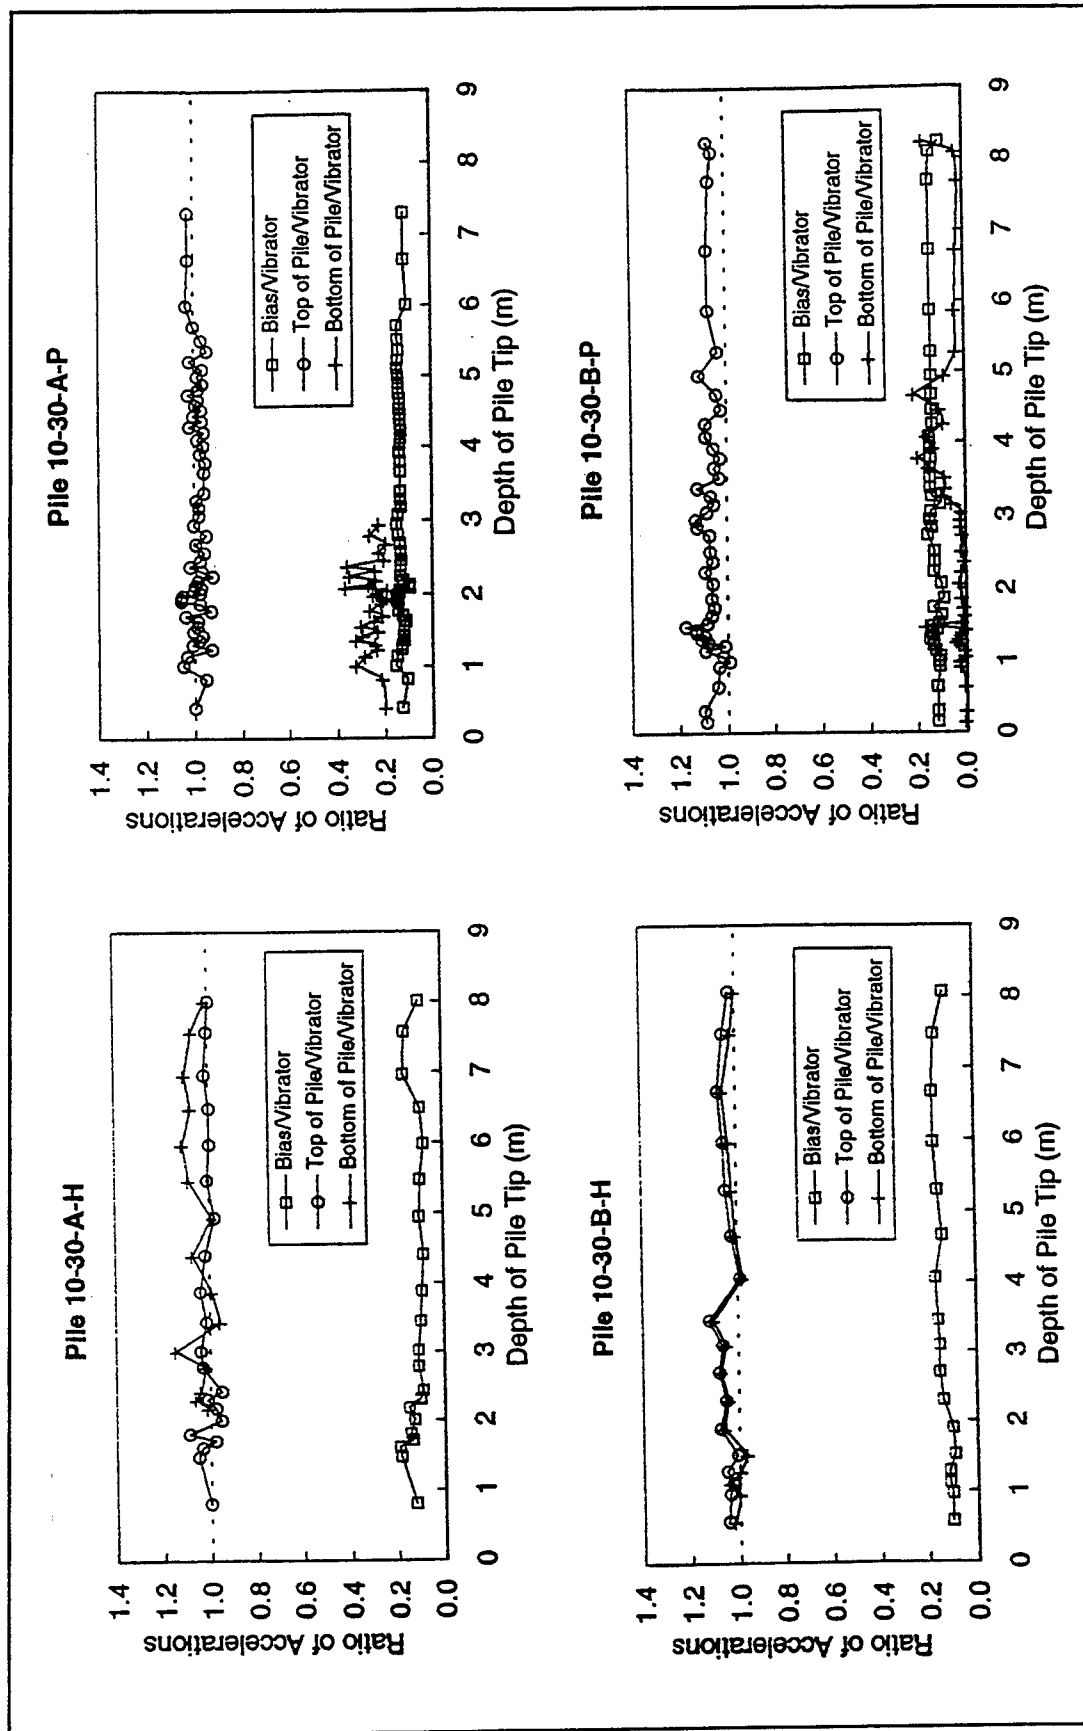 Pile 10-30-A-H
Ratio of Accelerations
1.4
1.2
1.0
0.8
0.6
0.4
0.2
0.0
Bias/Vibrator
Top of Pile/Vibrator
Bottom of Pile/Vibrator
0 1 2 3 4 5 6 7 8 9
Depth of Pile Tip (m)
Pile 10-30-A-P
Ratio of Accelerations
1.4
1.2
1.0
0.8
0.6
0.4
0.2
0.0
Bias/Vibrator
Top of Pile/Vibrator
Bottom of Pile/Vibrator
0 1 2 3 4 5 6 7 8 9
Depth of Pile Tip (m)
Pile 10-30-B-H
Ratio of Accelerations
1.4
1.2
1.0
0.8
0.6
0.4
0.2
0.0
Bias/Vibrator
Top of Pile/Vibrator
Bottom of Pile/Vibrator
0 1 2 3 4 5 6 7 8 9
Depth of Pile Tip (m)
Pile 10-30-B-P
Ratio of Accelerations
1.4
1.2
1.0
0.8
0.6
0.4
0.2
0.0
Bias/Vibrator
Top of Pile/Vibrator
Bottom of Pile/Vibrator
0 1 2 3 4 5 6 7 8 9
Depth of Pile Tip (m)